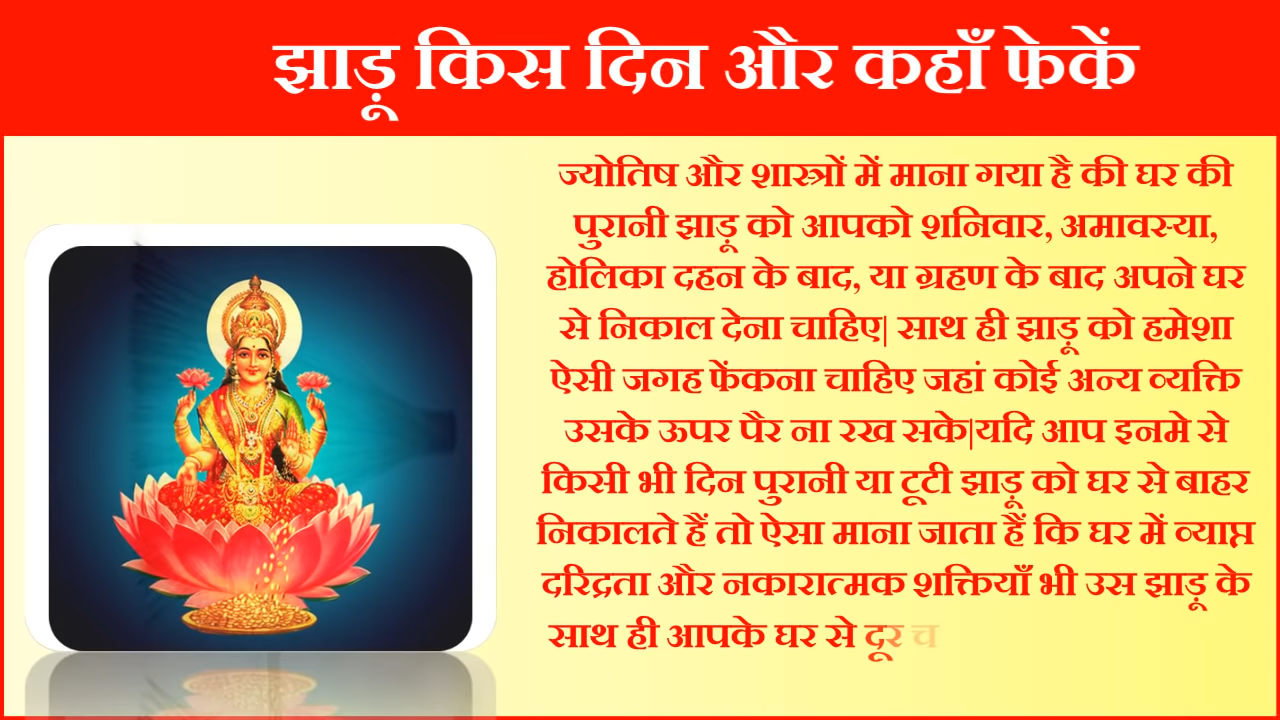 झाड़ू किस दिन और कहाँ फेकें
ज्योतिष और शास्त्रों में माना गया है की घर की
पुरानी झाड़ू को आपको शनिवार, अमावस्या,
होलिका दहन के बाद, या ग्रहण के बाद अपने घर
से निकाल देना चाहिए| साथ ही झाड़ू को हमेशा
ऐसी जगह फेंकना चाहिए जहां कोई अन्य व्यक्ति
उसके ऊपर पैर ना रख सके|यदि आप इनमे से
किसी भी दिन पुरानी या टूटी झाड़ू को घर से बाहर
निकालते हैं तो ऐसा माना जाता हैं कि घर में व्याप्त
दरिद्रता और नकारात्मक शक्तियाँ भी उस झाड़ू के
साथ ही आपके घर से दूर च